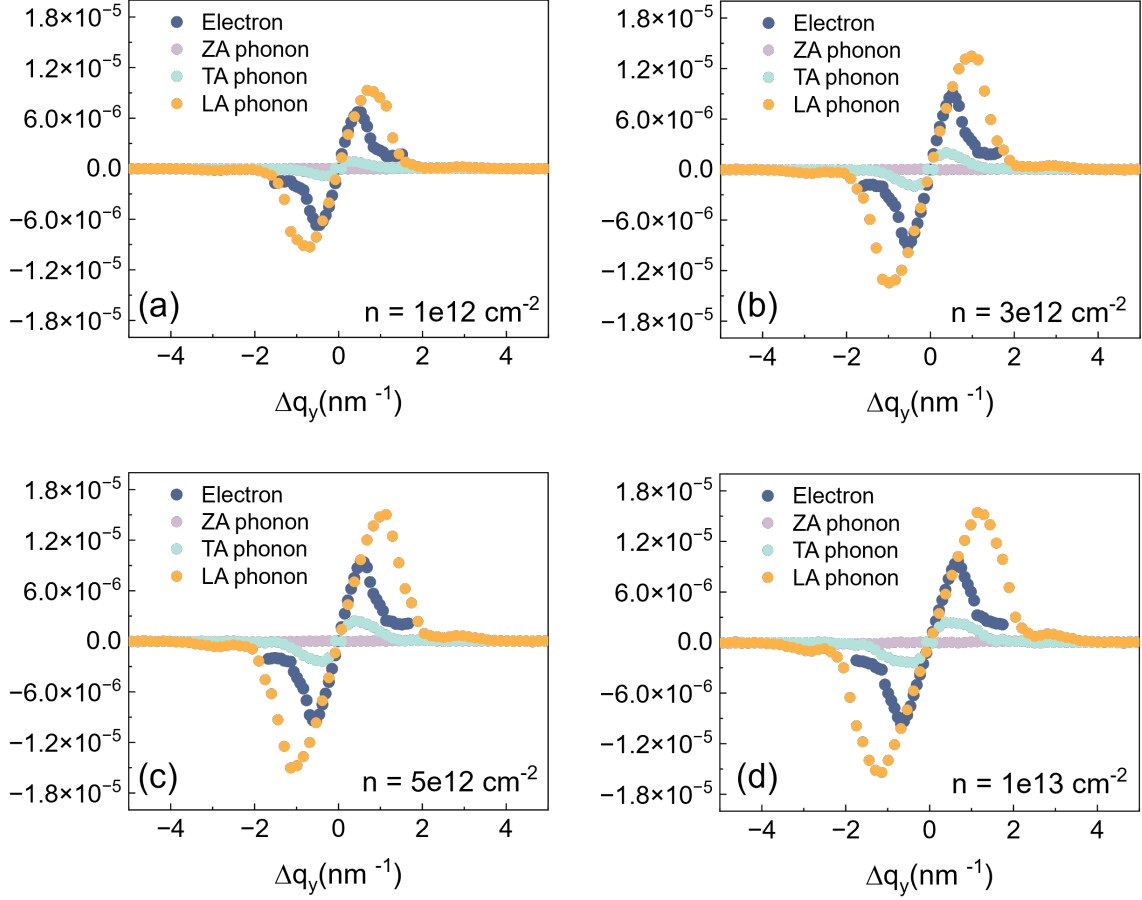 1.8×10⁻⁵
1.2×10⁻⁵
6.0×10⁻⁶
0.0
−6.0×10⁻⁶
−1.2×10⁻⁵
−1.8×10⁻⁵
Electron
ZA phonon
TA phonon
LA phonon
(a)
n = 1e12 cm⁻²
−4 −2 0 2 4
Δq_y(nm ⁻¹)
1.8×10⁻⁵
1.2×10⁻⁵
6.0×10⁻⁶
0.0
−6.0×10⁻⁶
−1.2×10⁻⁵
−1.8×10⁻⁵
Electron
ZA phonon
TA phonon
LA phonon
(b)
n = 3e12 cm⁻²
−4 −2 0 2 4
Δq_y(nm ⁻¹)
1.8×10⁻⁵
1.2×10⁻⁵
6.0×10⁻⁶
0.0
−6.0×10⁻⁶
−1.2×10⁻⁵
−1.8×10⁻⁵
Electron
ZA phonon
TA phonon
LA phonon
(c)
n = 5e12 cm⁻²
−4 −2 0 2 4
Δq_y(nm ⁻¹)
1.8×10⁻⁵
1.2×10⁻⁵
6.0×10⁻⁶
0.0
−6.0×10⁻⁶
−1.2×10⁻⁵
−1.8×10⁻⁵
Electron
ZA phonon
TA phonon
LA phonon
(d)
n = 1e13 cm⁻²
−4 −2 0 2 4
Δq_y(nm ⁻¹)